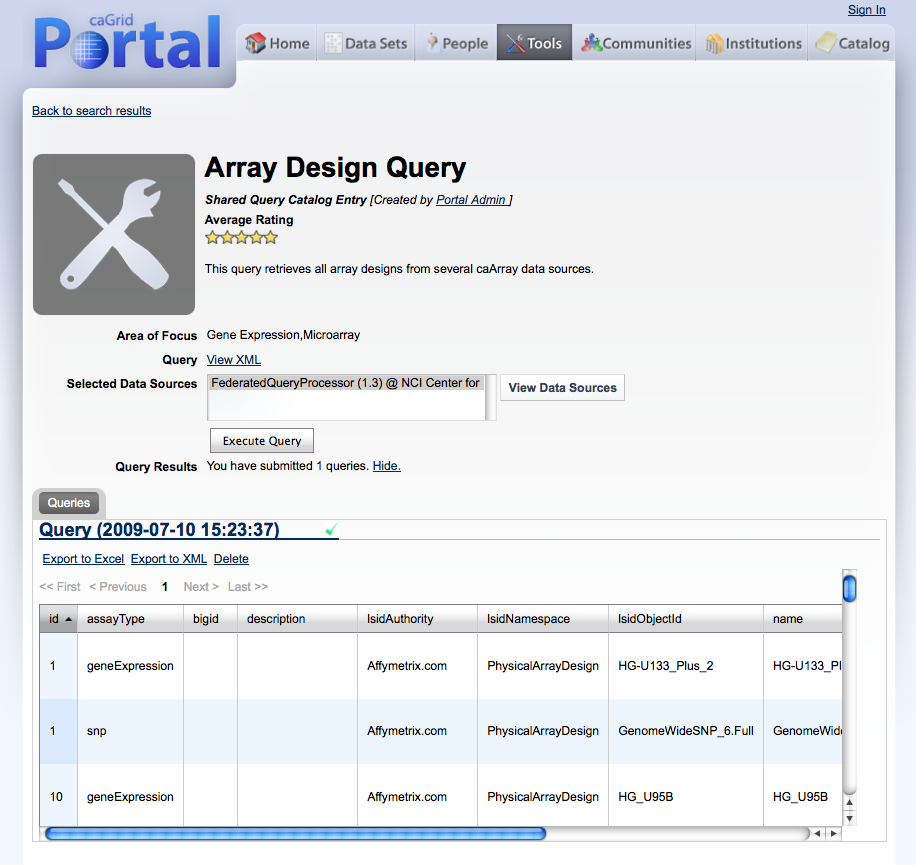 Sign In
caGrid
Portal
Home Data Sets People Tools Communities Institutions Catalog
Back to search results
Array Design Query
Shared Query Catalog Entry [Created by Portal Admin ]
Average Rating
This query retrieves all array designs from several caArray data sources.
Area of Focus Gene Expression,Microarray
Query View XML
Selected Data Sources FederatedQueryProcessor (1.3) @ NCI Center for View Data Sources
Execute Query
Query Results You have submitted 1 queries. Hide.
Queries
Query (2009-07-10 15:23:37)
Export to Excel Export to XML Delete
<< First < Previous 1 Next > Last >>
id assayType bigid description lsidAuthority lsidNamespace lsidObjectId name
1 geneExpression Affymetrix.com PhysicalArrayDesign HG-U133_Plus_2 HG-U133_Pl
1 snp Affymetrix.com PhysicalArrayDesign GenomeWideSNP_6.Full GenomeWide
10 geneExpression Affymetrix.com PhysicalArrayDesign HG_U95B HG_U95B